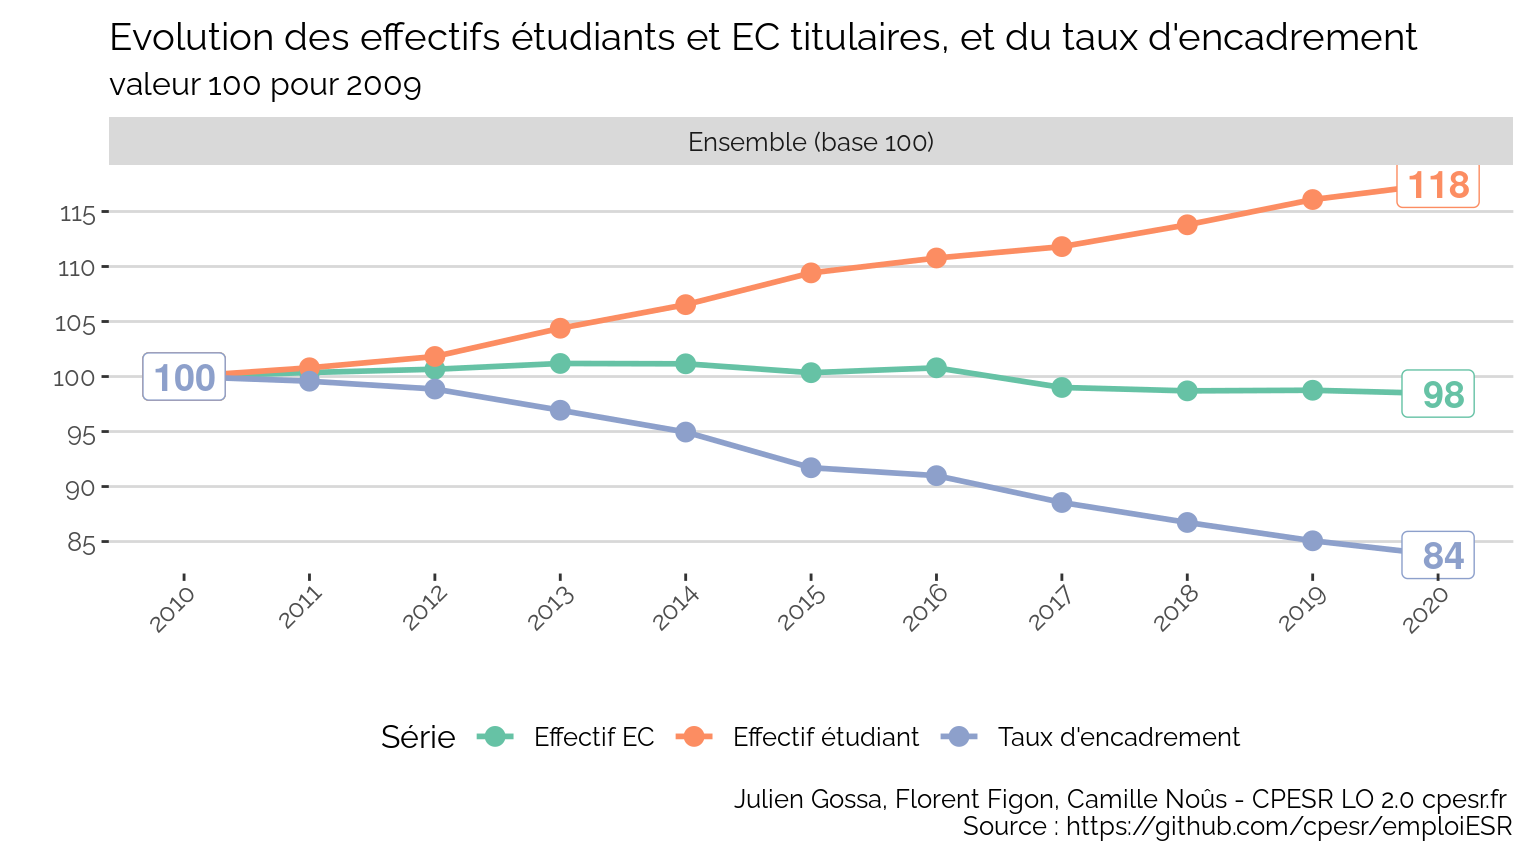 Evolution des effectifs étudiants et EC titulaires, et du taux d'encadrement
valeur 100 pour 2009
Ensemble (base 100)
115
110
105
100
95
90
85
100
118
98
84
2010 2011 2012 2013 2014 2015 2016 2017 2018 2019 2020
Série Effectif EC Effectif étudiant Taux d'encadrement
Julien Gossa, Florent Figon, Camille Noûs - CPESR LO 2.0 cpesr.fr
Source : https://github.com/cpesr/emploiESR